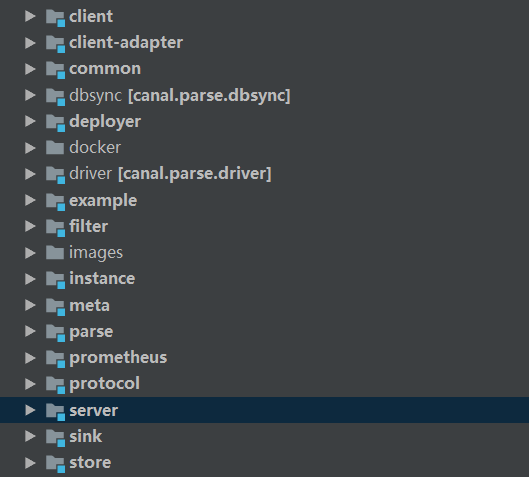 client
client-adapter
common
dbsync [canal.parse.dbsync]
deployer
docker
driver [canal.parse.driver]
example
filter
images
instance
meta
parse
prometheus
protocol
server
sink
store